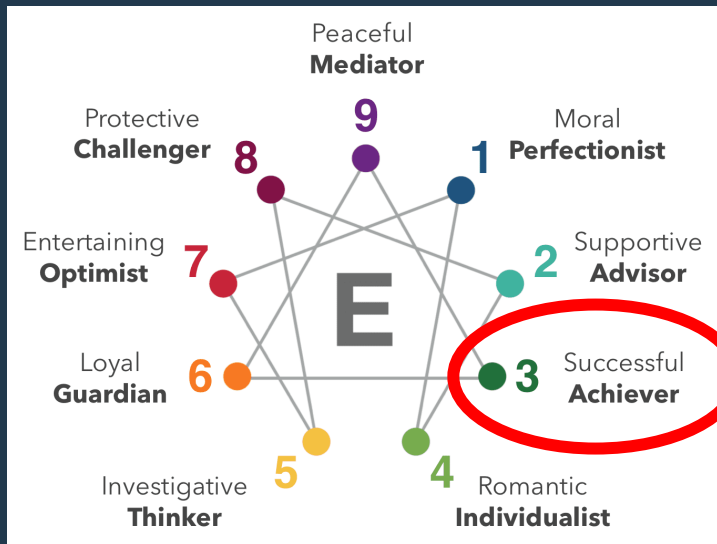 Peaceful
Mediator
9
Protective
Challenger
8
1
Moral
Perfectionist
Entertaining
Optimist
7
E
2
Supportive
Advisor
Loyal
Guardian
6
3
Successful
Achiever
Investigative
Thinker
5
4
Romantic
Individualist